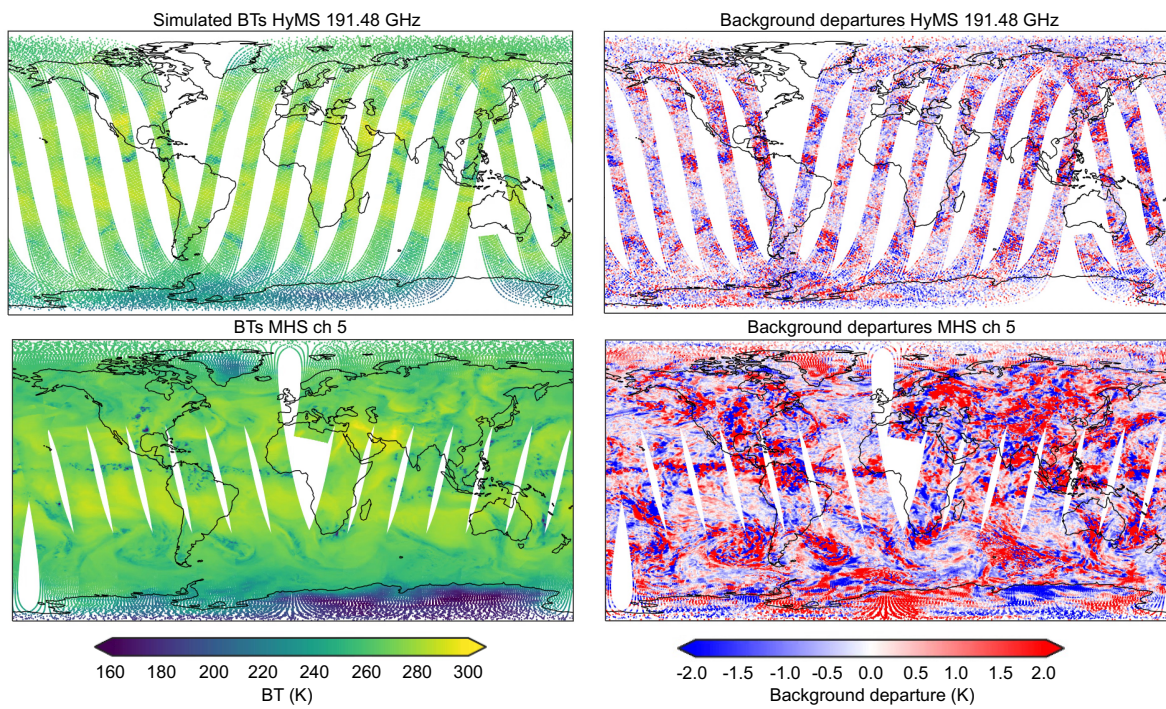 Simulated BTs HyMS 191.48 GHz
Background departures HyMS 191.48 GHz
BTs MHS ch 5
Background departures MHS ch 5
160 180 200 220 240 260 280 300
BT (K)
-2.0 -1.5 -1.0 -0.5 0.0 0.5 1.0 1.5 2.0
Background departure (K)